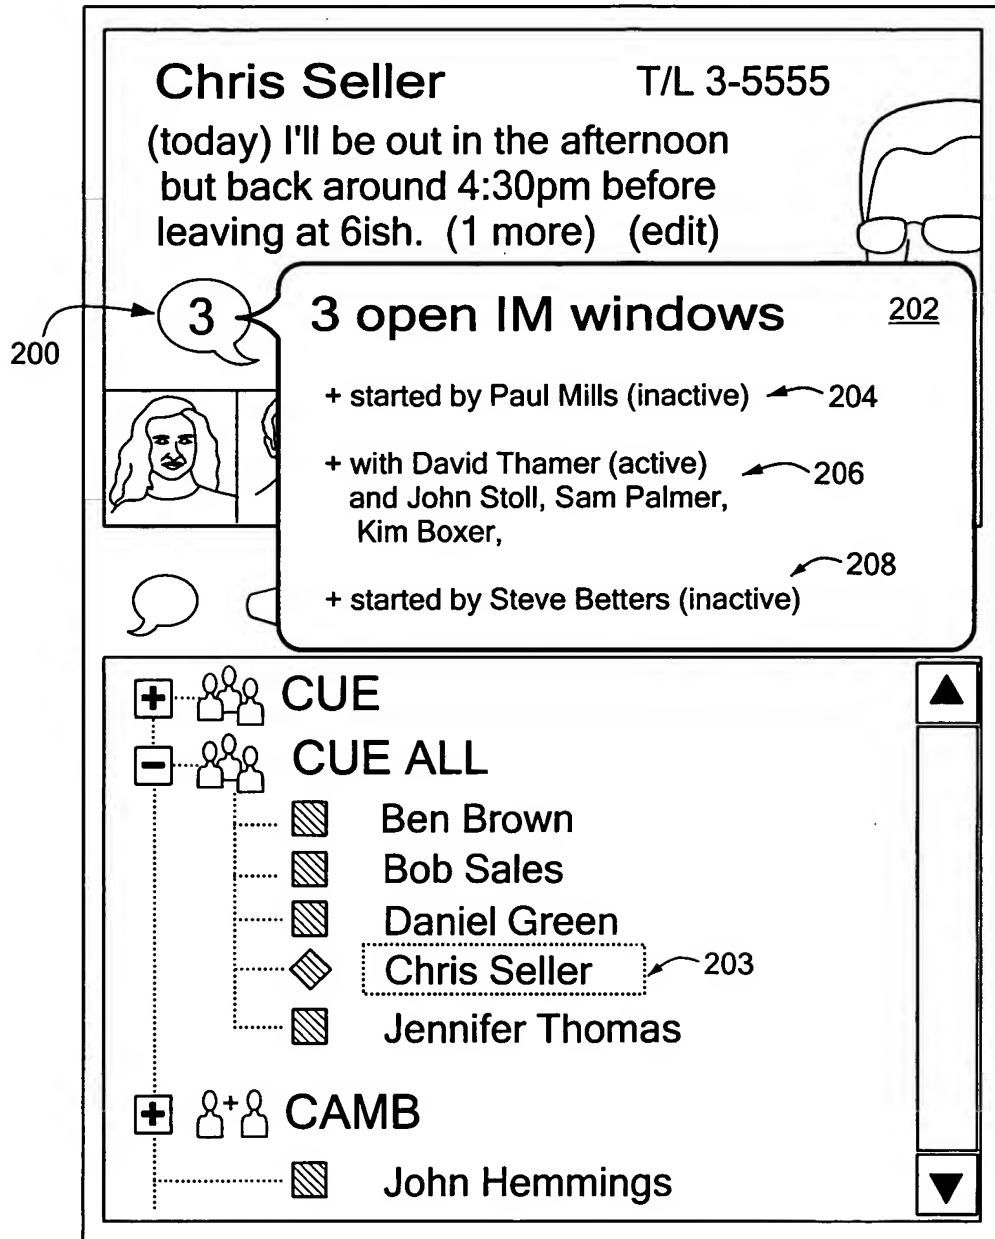 Chris Seller T/L 3-5555
(today) I'll be out in the afternoon
but back around 4:30pm before
leaving at 6ish. (1 more) (edit)
200
3
3 open IM windows 202
+ started by Paul Mills (inactive) 204
+ with David Thamer (active) 206
and John Stoll, Sam Palmer,
Kim Boxer,
208
+ started by Steve Betters (inactive)
+ CUE
- CUE ALL
Ben Brown
Bob Sales
Daniel Green
Chris Seller 203
Jennifer Thomas
+ + CAMB
John Hemmings